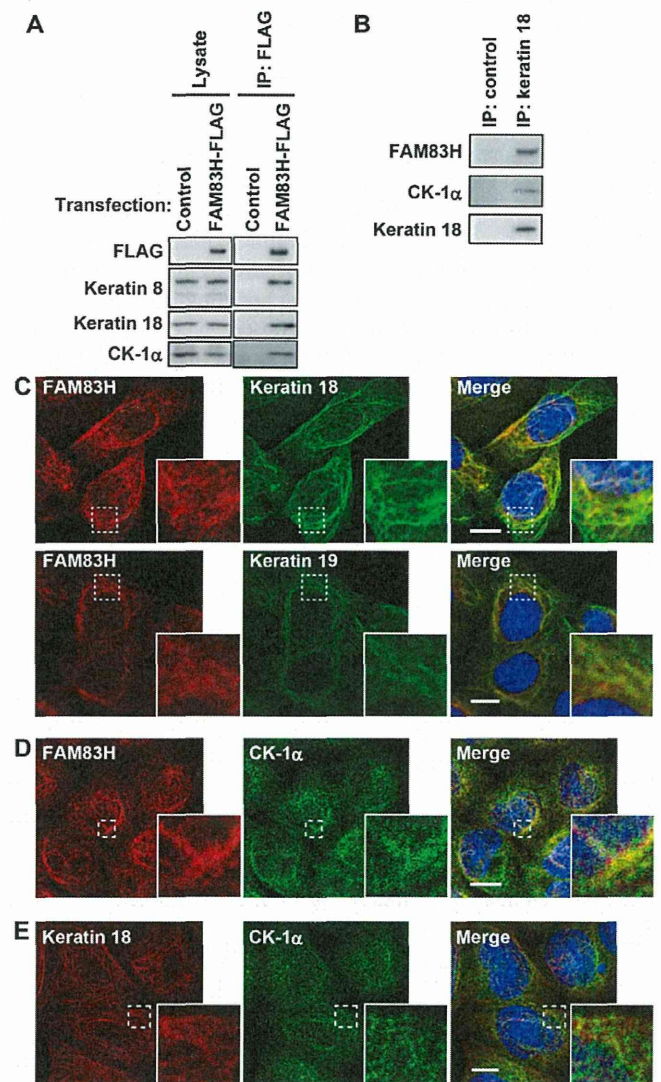 A
Lysate
IP: FLAG
Transfection:
Control
FAM83H-FLAG
Control
FAM83H-FLAG
FLAG
Keratin 8
Keratin 18
CK-1α
B
IP: control
IP: keratin 18
FAM83H
CK-1α
Keratin 18
C
FAM83H
Keratin 18
Merge
FAM83H
Keratin 19
Merge
D
FAM83H
CK-1α
Merge
E
Keratin 18
CK-1α
Merge